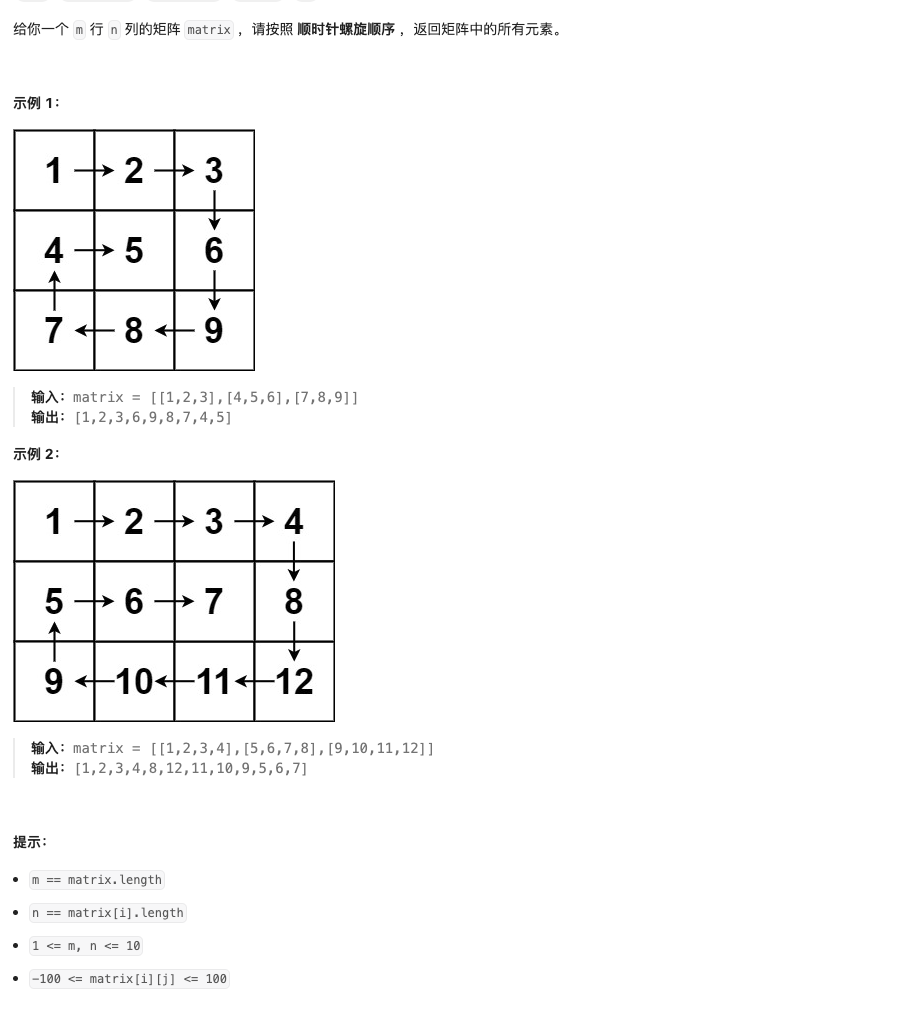 给你一个 m 行 n 列的矩阵 matrix ，请按照 顺时针螺旋顺序 ，返回矩阵中的所有元素。
示例 1：
1 2 3
4 5 6
7 8 9
输入：matrix = [[1,2,3],[4,5,6],[7,8,9]]
输出：[1,2,3,6,9,8,7,4,5]
示例 2：
1 2 3 4
5 6 7 8
9 10 11 12
输入：matrix = [[1,2,3,4],[5,6,7,8],[9,10,11,12]]
输出：[1,2,3,4,8,12,11,10,9,5,6,7]
提示：
m == matrix.length
n == matrix[i].length
1 <= m, n <= 10
-100 <= matrix[i][j] <= 100